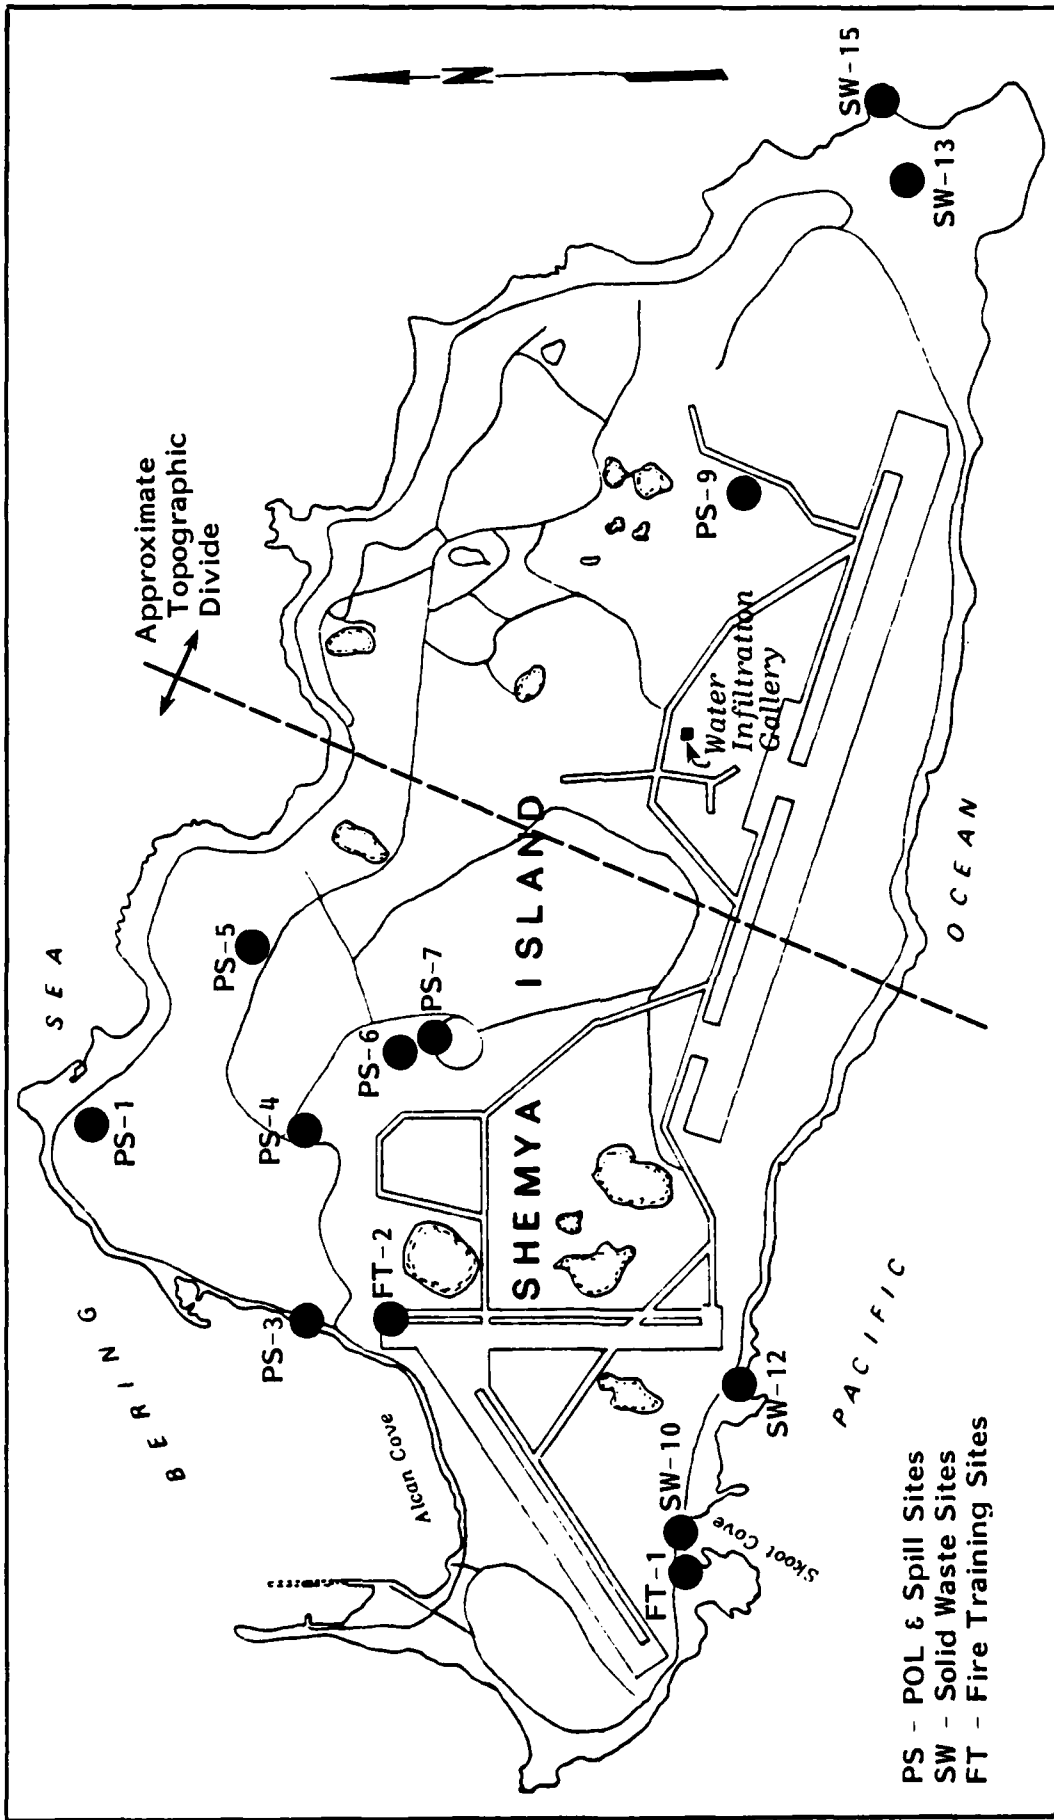 Approximate
Topographic
Divide
N
BERING
SEA
PS-1
PS-3
PS-4
PS-5
PS-6
PS-7
FT-2
Alcan Cove
SHEMYA ISLAND
PS-9
Water
Infiltration
Gallery
SW-15
SW-13
FT-1
SW-10
Skoot Cove
SW-12
PACIFIC
OCEAN
PS - POL & Spill Sites
SW - Solid Waste Sites
FT - Fire Training Sites